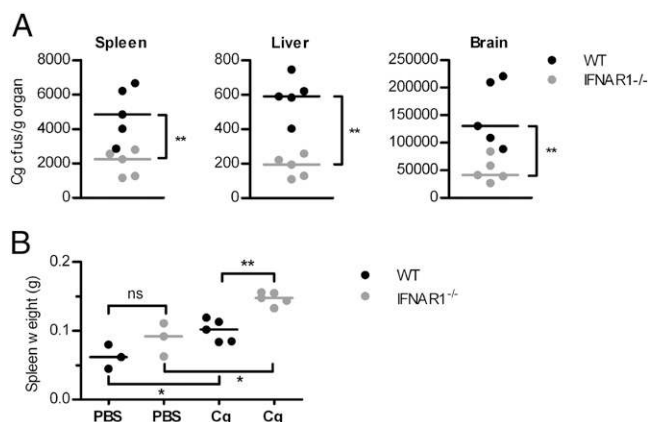 A
Spleen Liver Brain
Cg cfus/g organ
8000 800 250000
6000 600 200000
4000 400 150000
2000 200 100000
0 0 50000
0
** ** **
WT
IFNAR1-/-
B
Spleen weight (g)
0.2
0.1
0.0
ns
**
*
*
PBS PBS Cg Cg
WT
IFNAR1-/-